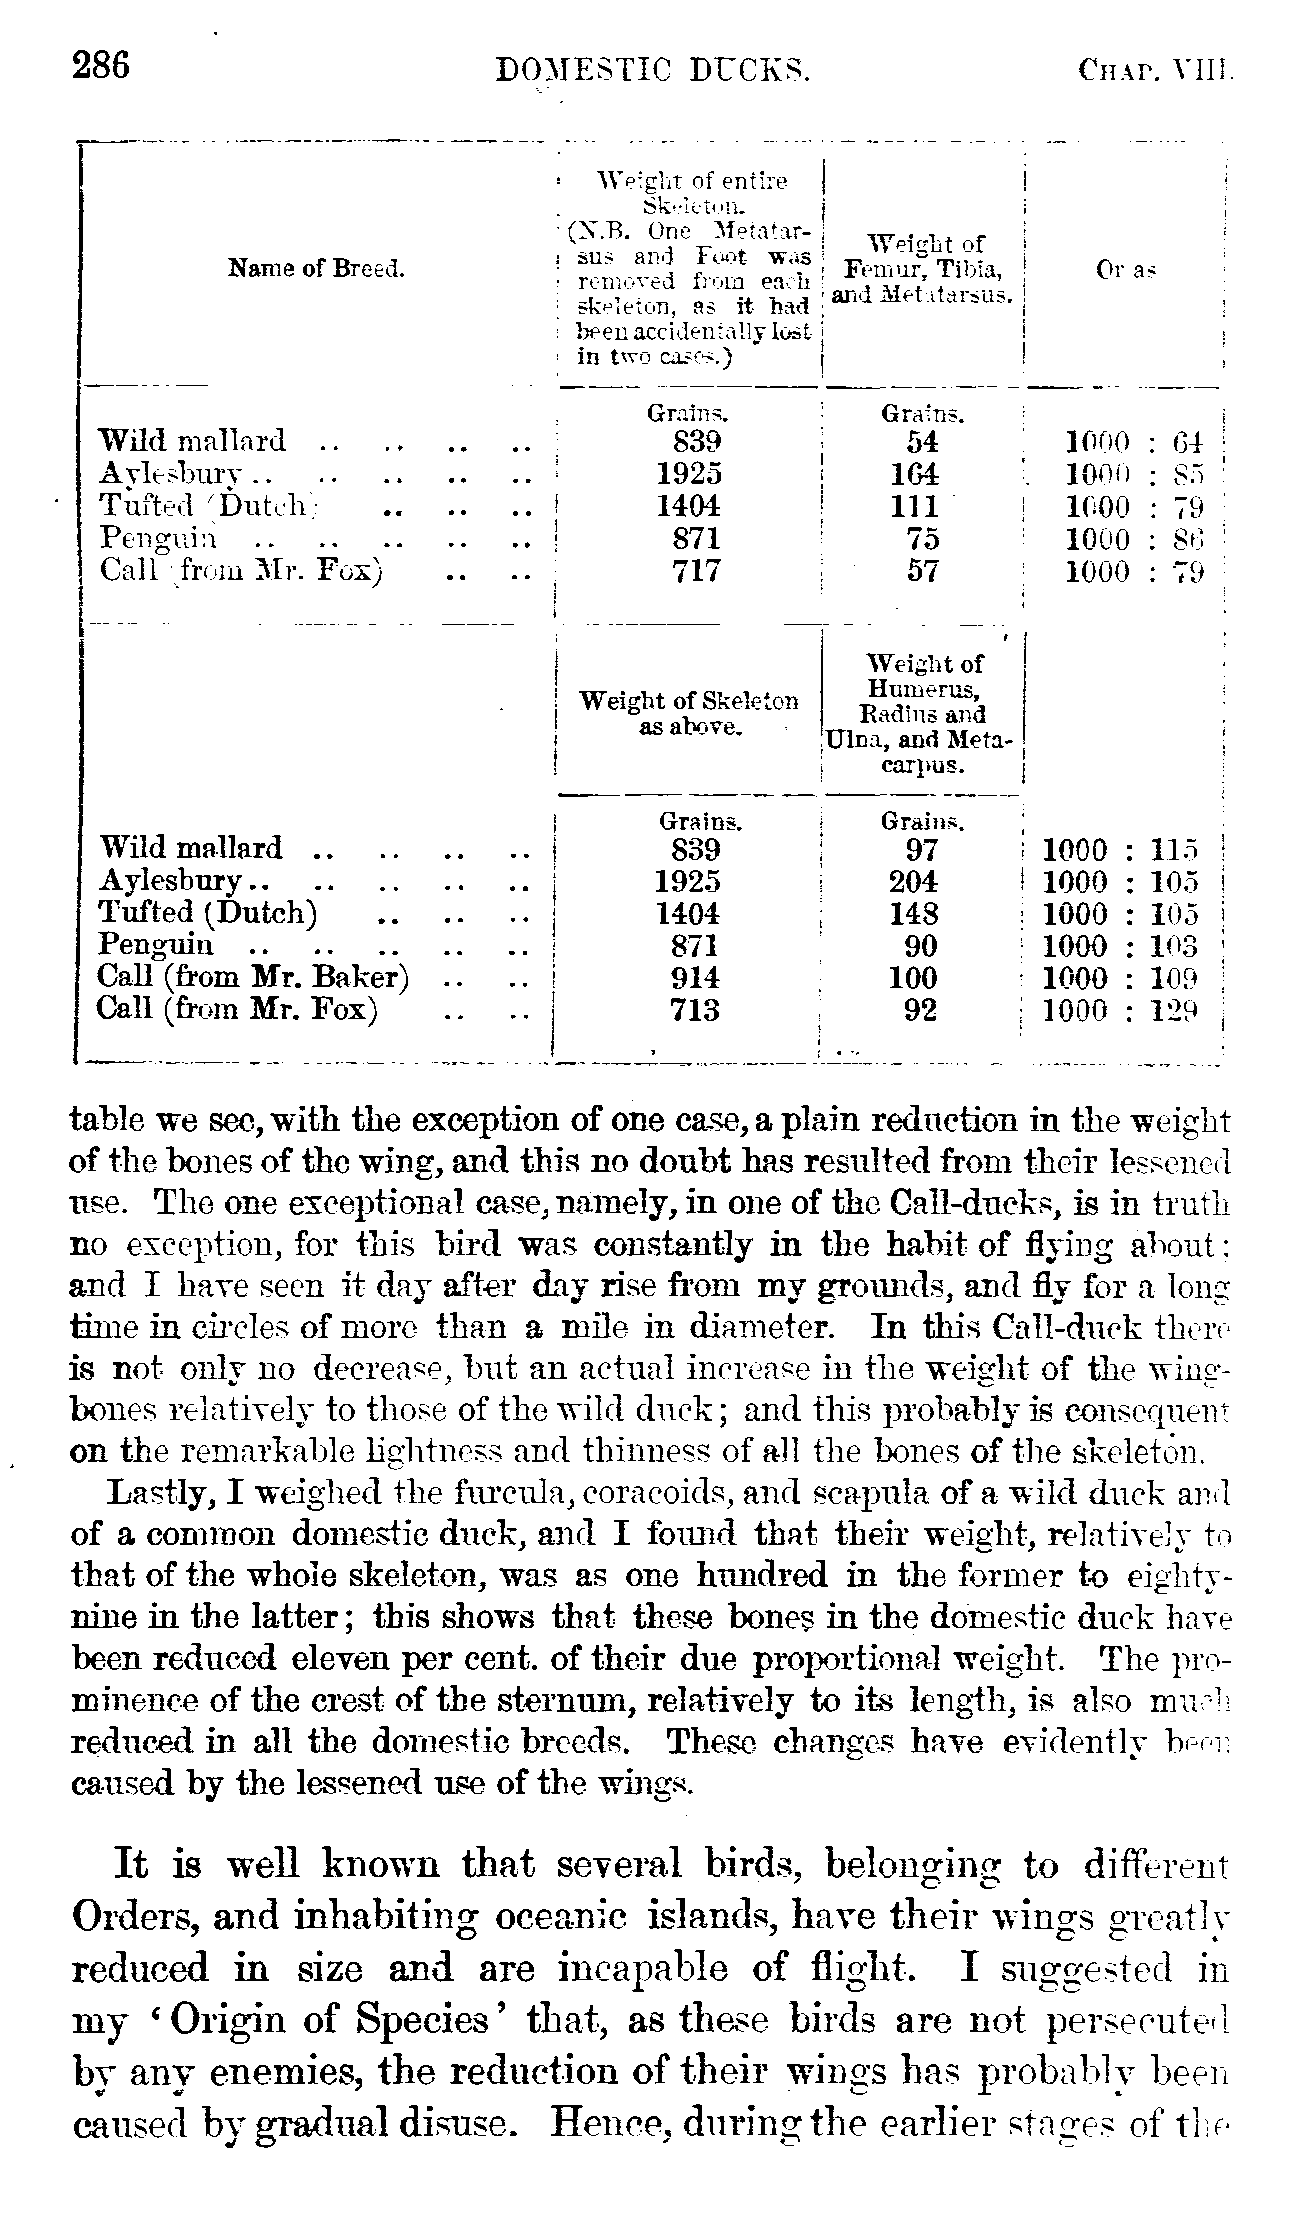 286 DOMESTIC DUCKS. CHAP. VIII.
Name of Breed.
Weight of entire
Skeleton.
(N.B. One Metatar-
sus and Foot was
removed from each
skeleton, as it had
been accidentally lost
in two cases.)
Weight of
Femur, Tibia,
and Metatarsus.
Or as
Grains. Grains.
Wild mallard .. .. .. .. 839 54 1000 : 64
Aylesbury .. .. .. .. .. 1925 164 1000 : 85
Tufted (Dutch) .. .. .. 1404 111 1000 : 79
Penguin .. .. .. .. .. 871 75 1000 : 86
Call (from Mr. Fox) .. .. 717 57 1000 : 79
Weight of Skeleton
as above.
Weight of
Humerus,
Radius and
Ulna, and Meta-
carpus.
Grains. Grains.
Wild mallard .. .. .. .. 839 97 1000 : 115
Aylesbury .. .. .. .. .. 1925 204 1000 : 105
Tufted (Dutch) .. .. .. 1404 148 1000 : 105
Penguin .. .. .. .. .. 871 90 1000 : 103
Call (from Mr. Baker) .. .. 914 100 1000 : 109
Call (from Mr. Fox) .. .. 713 92 1000 : 129
table we see, with the exception of one case, a plain reduction in the weight
of the bones of the wing, and this no doubt has resulted from their lessened
use. The one exceptional case, namely, in one of the Call-ducks, is in truth
no exception, for this bird was constantly in the habit of flying about;
and I have seen it day after day rise from my grounds, and fly for a long
time in circles of more than a mile in diameter. In this Call-duck there
is not only no decrease, but an actual increase in the weight of the wing-
bones relatively to those of the wild duck; and this probably is consequent
on the remarkable lightness and thinness of all the bones of the skeleton.
Lastly, I weighed the furcula, coracoids, and scapula of a wild duck and
of a common domestic duck, and I found that their weight, relatively to
that of the whole skeleton, was as one hundred in the former to eighty-
nine in the latter; this shows that these bones in the domestic duck have
been reduced eleven per cent. of their due proportional weight. The pro-
minence of the crest of the sternum, relatively to its length, is also much
reduced in all the domestic breeds. These changes have evidently been
caused by the lessened use of the wings.
It is well known that several birds, belonging to different
Orders, and inhabiting oceanic islands, have their wings greatly
reduced in size and are incapable of flight. I suggested in
my ‘Origin of Species’ that, as these birds are not persecuted
by any enemies, the reduction of their wings has probably been
caused by gradual disuse. Hence, during the earlier stages of the